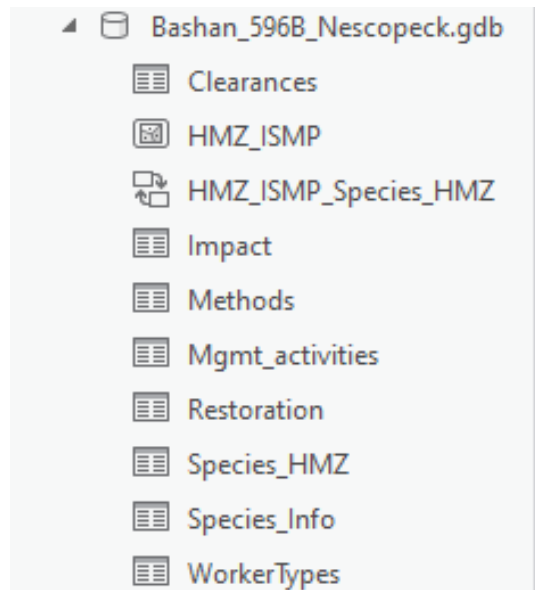 Bashan_596B_Nescopeck.gdb
Clearances
HMZ_ISMP
HMZ_ISMP_Species_HMZ
Impact
Methods
Mgmt_activities
Restoration
Species_HMZ
Species_Info
WorkerTypes